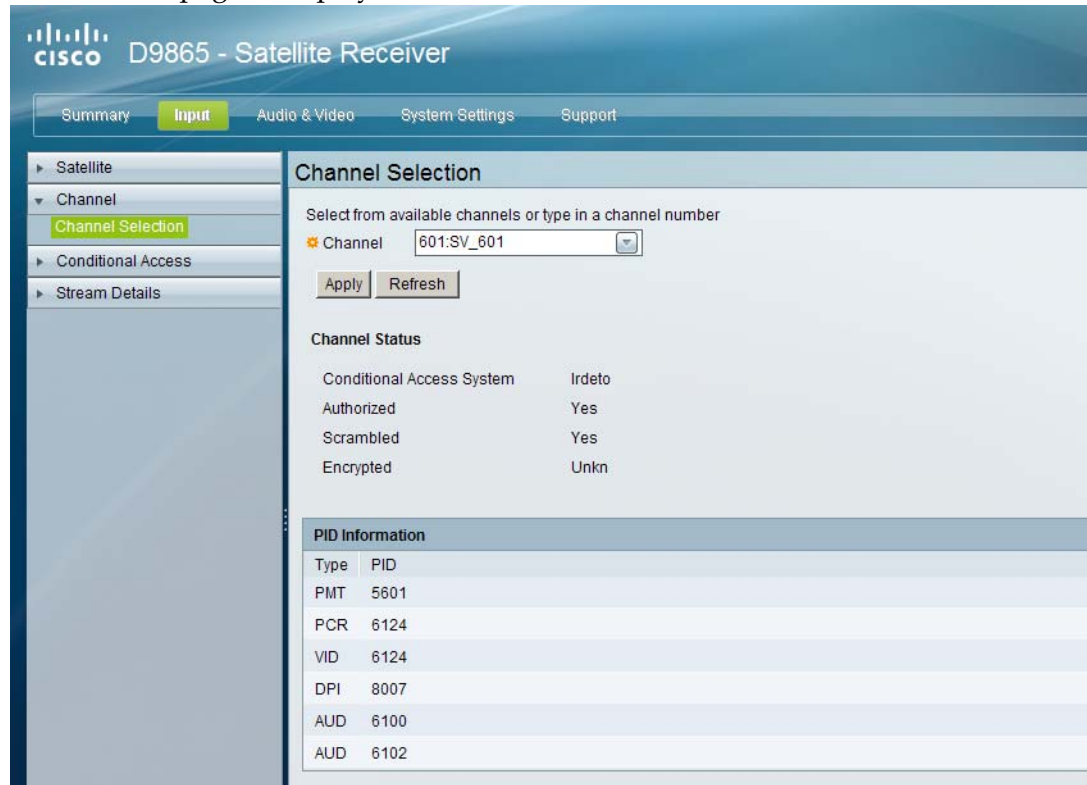 cisco D9865 - Satellite Receiver
Summary Input Audio & Video System Settings Support
Satellite
Channel
Channel Selection
Conditional Access
Stream Details
Channel Selection
Select from available channels or type in a channel number
Channel 601:SV_601
Apply Refresh
Channel Status
Conditional Access System Irdeto
Authorized Yes
Scrambled Yes
Encrypted Unkn
PID Information
Type PID
PMT 5601
PCR 6124
VID 6124
DPI 8007
AUD 6100
AUD 6102